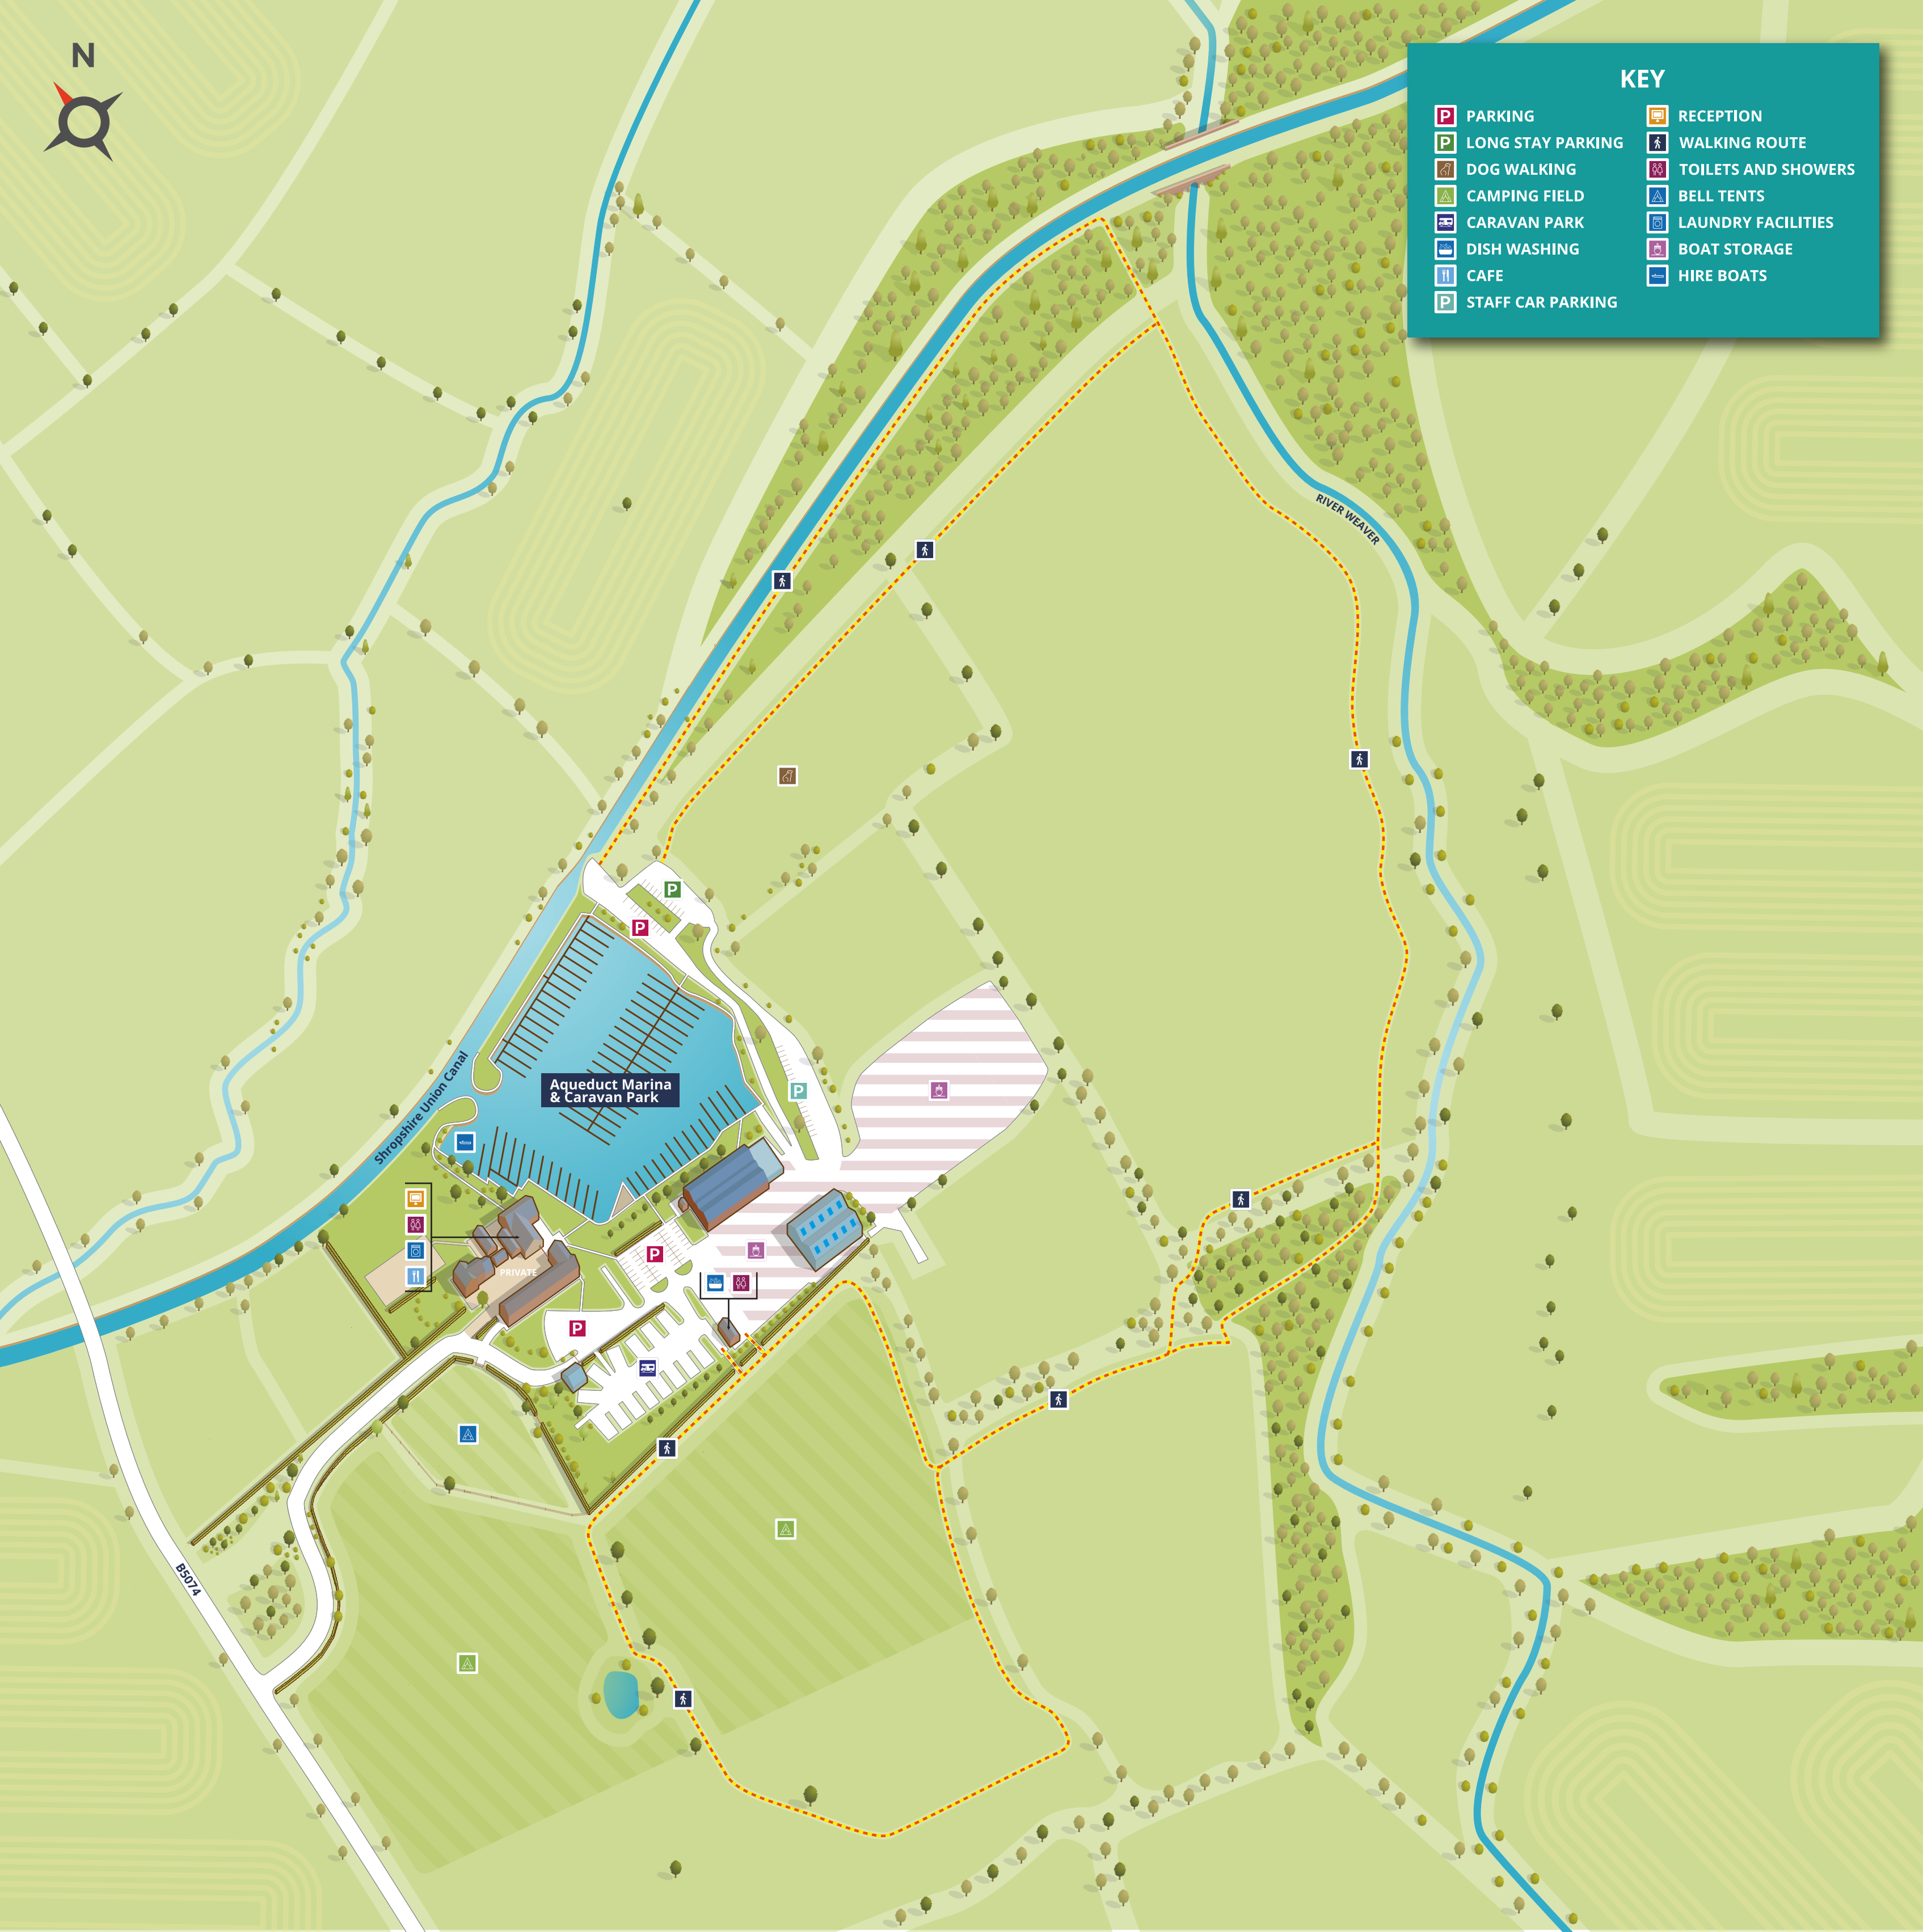 N
KEY
P PARKING
P LONG STAY PARKING
DOG WALKING
CAMPING FIELD
CARAVAN PARK
DISH WASHING
CAFE
P STAFF CAR PARKING
RECEPTION
WALKING ROUTE
TOILETS AND SHOWERS
BELL TENTS
LAUNDRY FACILITIES
BOAT STORAGE
HIRE BOATS
RIVER WEAVER
P
P
Aqueduct Marina
& Caravan Park
P
Shropshire Union Canal
P
PRIVATE
P
B5074